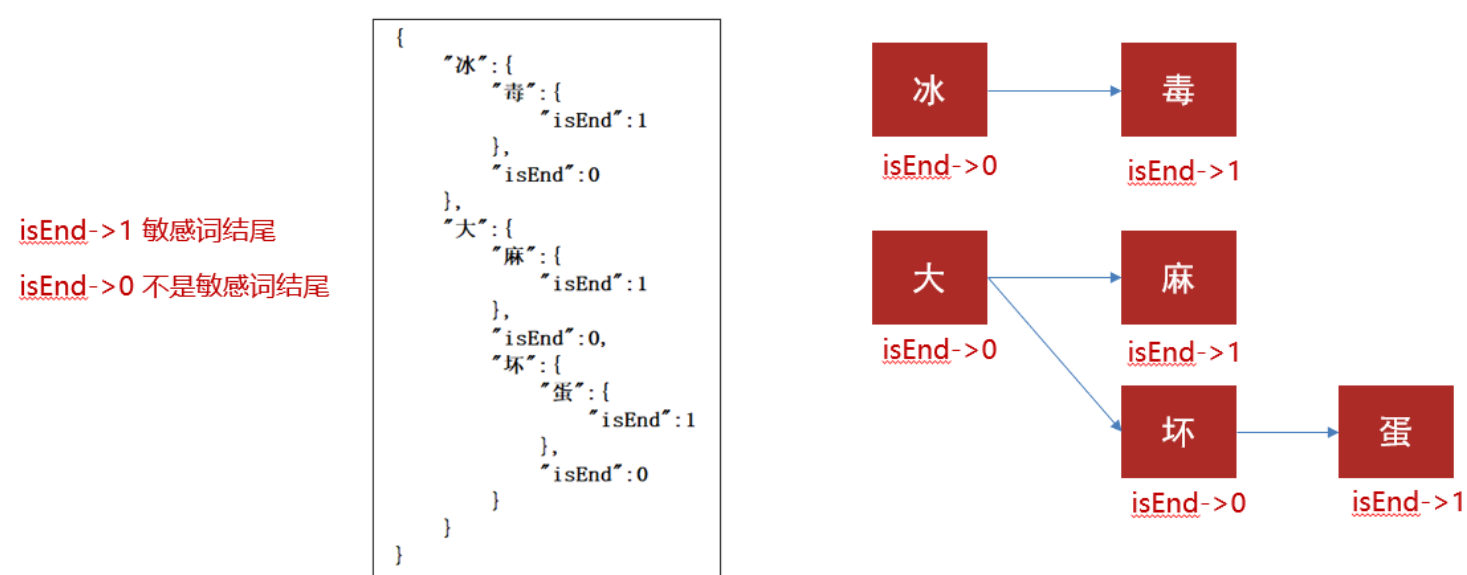 isEnd->1 敏感词结尾
isEnd->0 不是敏感词结尾
{
"冰":{
"毒":{
"isEnd":1
},
"isEnd":0
},
"大":{
"麻":{
"isEnd":1
},
"isEnd":0,
"坏":{
"蛋":{
"isEnd":1
},
"isEnd":0
}
}
}
冰
毒
isEnd->0
isEnd->1
大
麻
isEnd->0
isEnd->1
坏
蛋
isEnd->0
isEnd->1